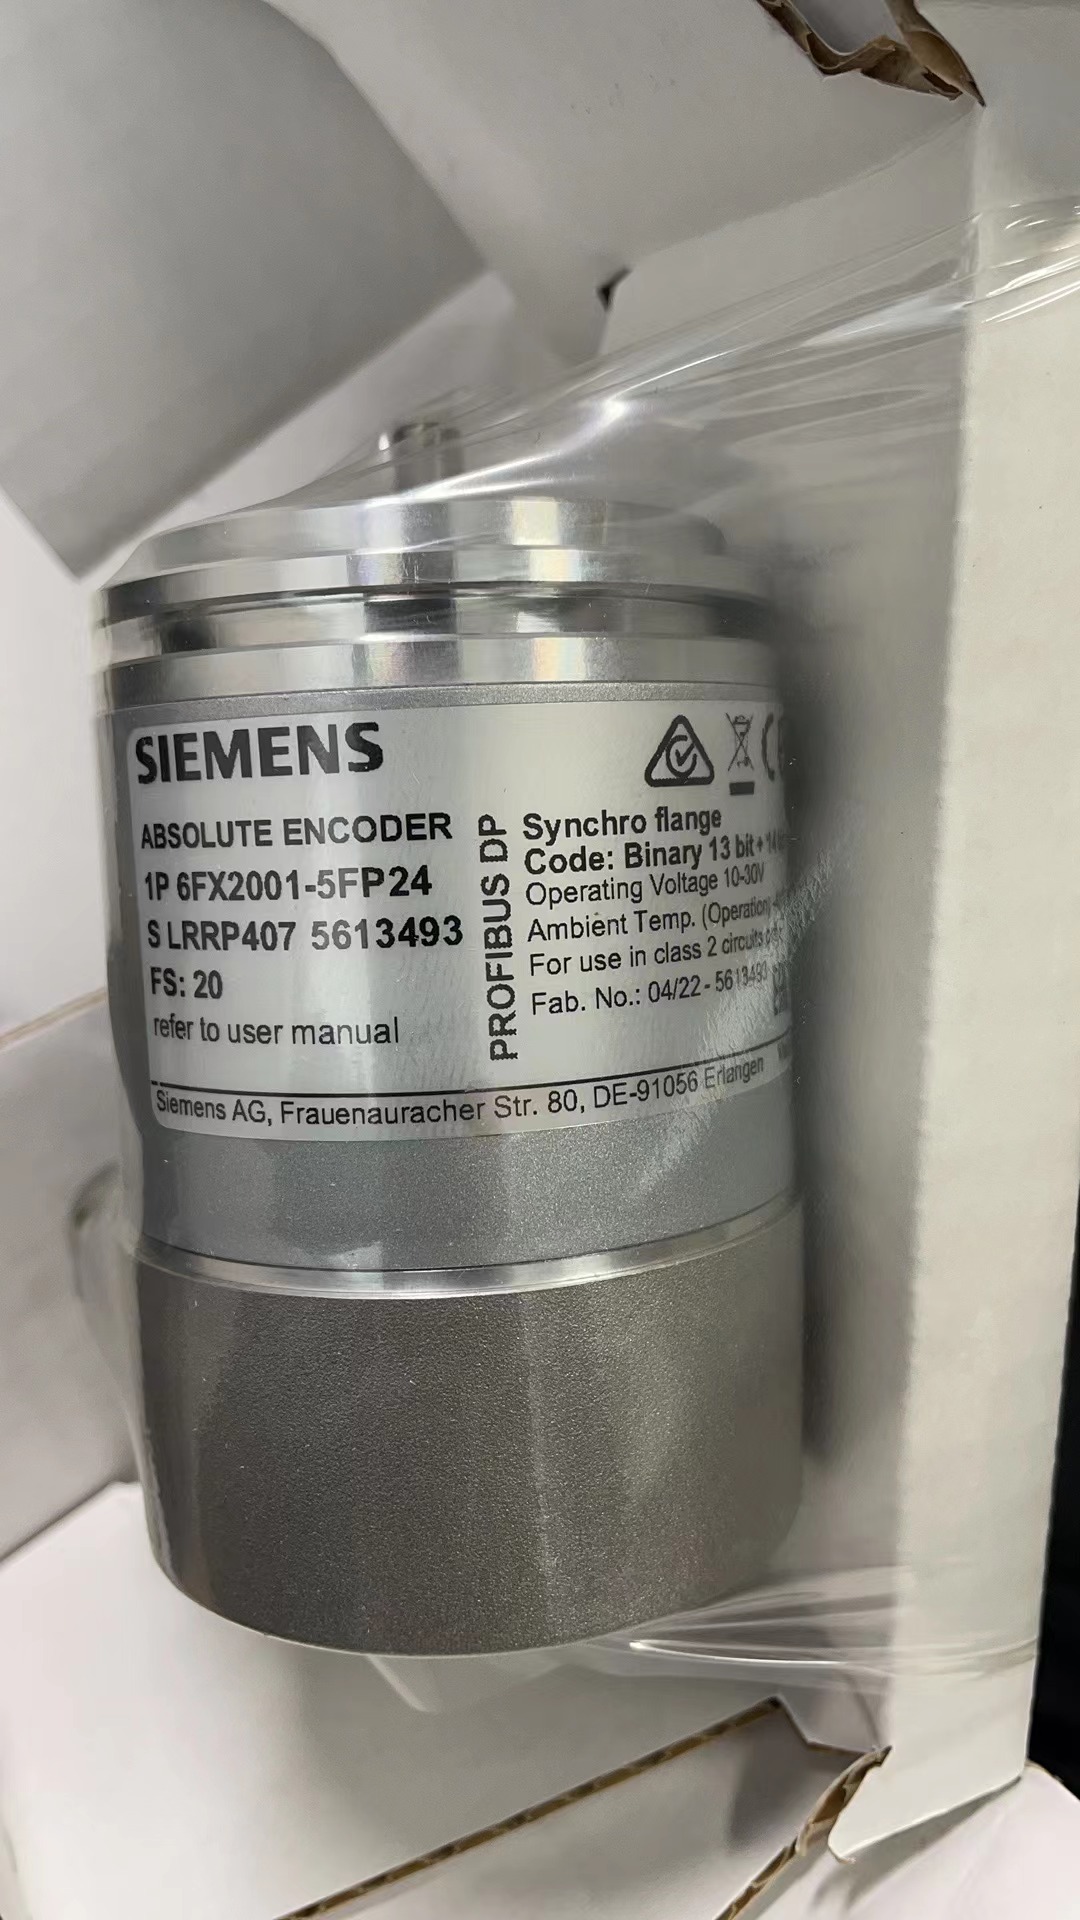 SIEMENS
ABSOLUTE ENCODER
1P 6FX2001-5FP24
S LRRP407 5613493
FS: 20
refer to user manual
PROFIBUS DP
Synchro flange
Code: Binary 13 bit + 14
Operating Voltage 10-30V
Ambient Temp. (Operation)
For use in class 2 circuits
Fab. No.: 04/22 - 5613493
Siemens AG, Frauenauracher Str. 80, DE-91056 Erlangen